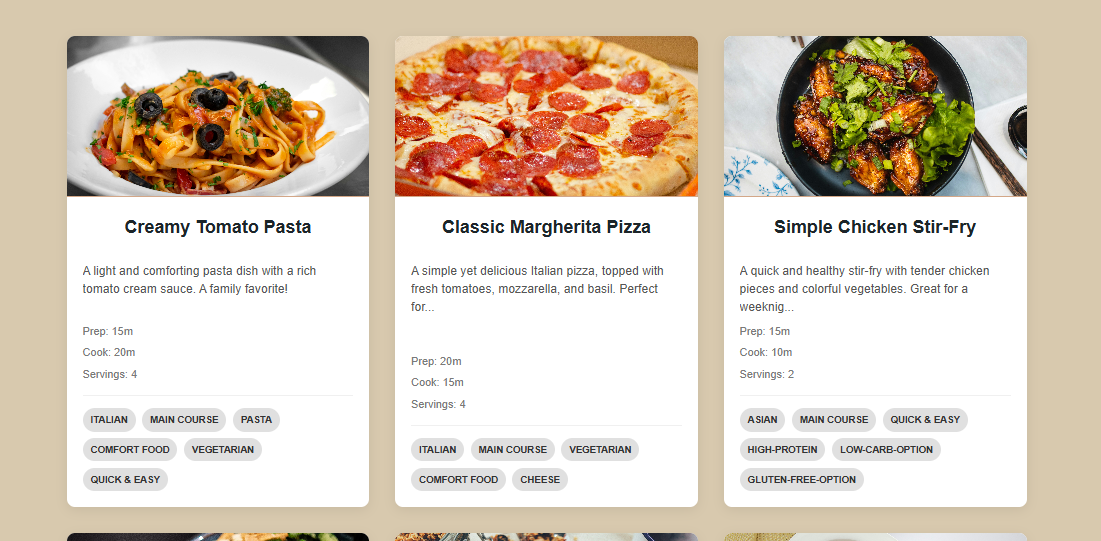 Creamy Tomato Pasta
A light and comforting pasta dish with a rich
tomato cream sauce. A family favorite!
Prep: 15m
Cook: 20m
Servings: 4
ITALIAN MAIN COURSE PASTA
COMFORT FOOD VEGETARIAN
QUICK & EASY
Classic Margherita Pizza
A simple yet delicious Italian pizza, topped with
fresh tomatoes, mozzarella, and basil. Perfect
for...
Prep: 20m
Cook: 15m
Servings: 4
ITALIAN MAIN COURSE VEGETARIAN
COMFORT FOOD CHEESE
Simple Chicken Stir-Fry
A quick and healthy stir-fry with tender chicken
pieces and colorful vegetables. Great for a
weeknig...
Prep: 15m
Cook: 10m
Servings: 2
ASIAN MAIN COURSE QUICK & EASY
HIGH-PROTEIN LOW-CARB-OPTION
GLUTEN-FREE-OPTION